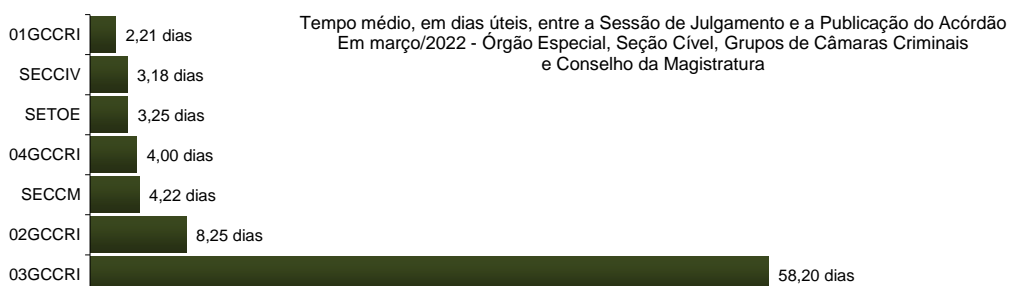 Tempo médio, em dias úteis, entre a Sessão de Julgamento e a Publicação do Acórdão
Em março/2022 - Órgão Especial, Seção Cível, Grupos de Câmaras Criminais
e Conselho da Magistratura
01GCCRI 2,21 dias
SECCIV 3,18 dias
SETOE 3,25 dias
04GCCRI 4,00 dias
SECCM 4,22 dias
02GCCRI 8,25 dias
03GCCRI 58,20 dias